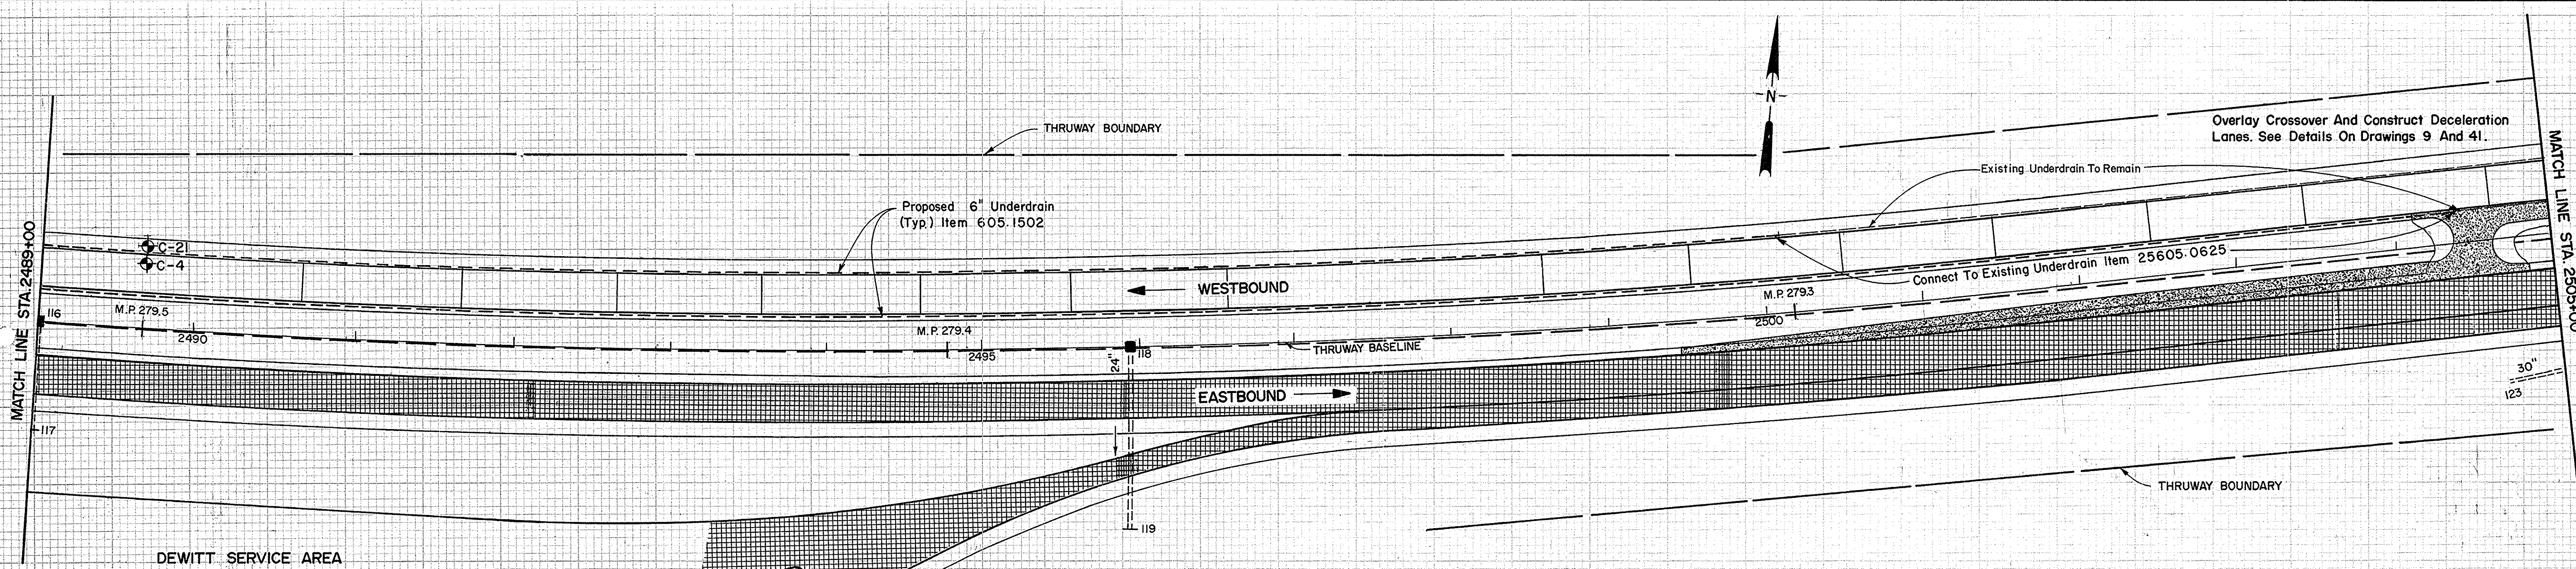 MATCH LINE STA. 2489+00
THRUWAY BOUNDARY
N
Overlay Crossover And Construct Deceleration
Lanes. See Details On Drawings 9 And 41.
MATCH LINE STA. 2505+00
Existing Underdrain To Remain
Proposed 6" Underdrain
(Typ.) Item 605.1502
C-21
C-4
WESTBOUND
Connect To Existing Underdrain Item 25605.0625
116
M.P. 279.5
2490
M.P. 279.4
2495
24"
118
THRUWAY BASELINE
M.P. 279.3
2500
EASTBOUND
30"
123
117
THRUWAY BOUNDARY
119
DEWITT SERVICE AREA